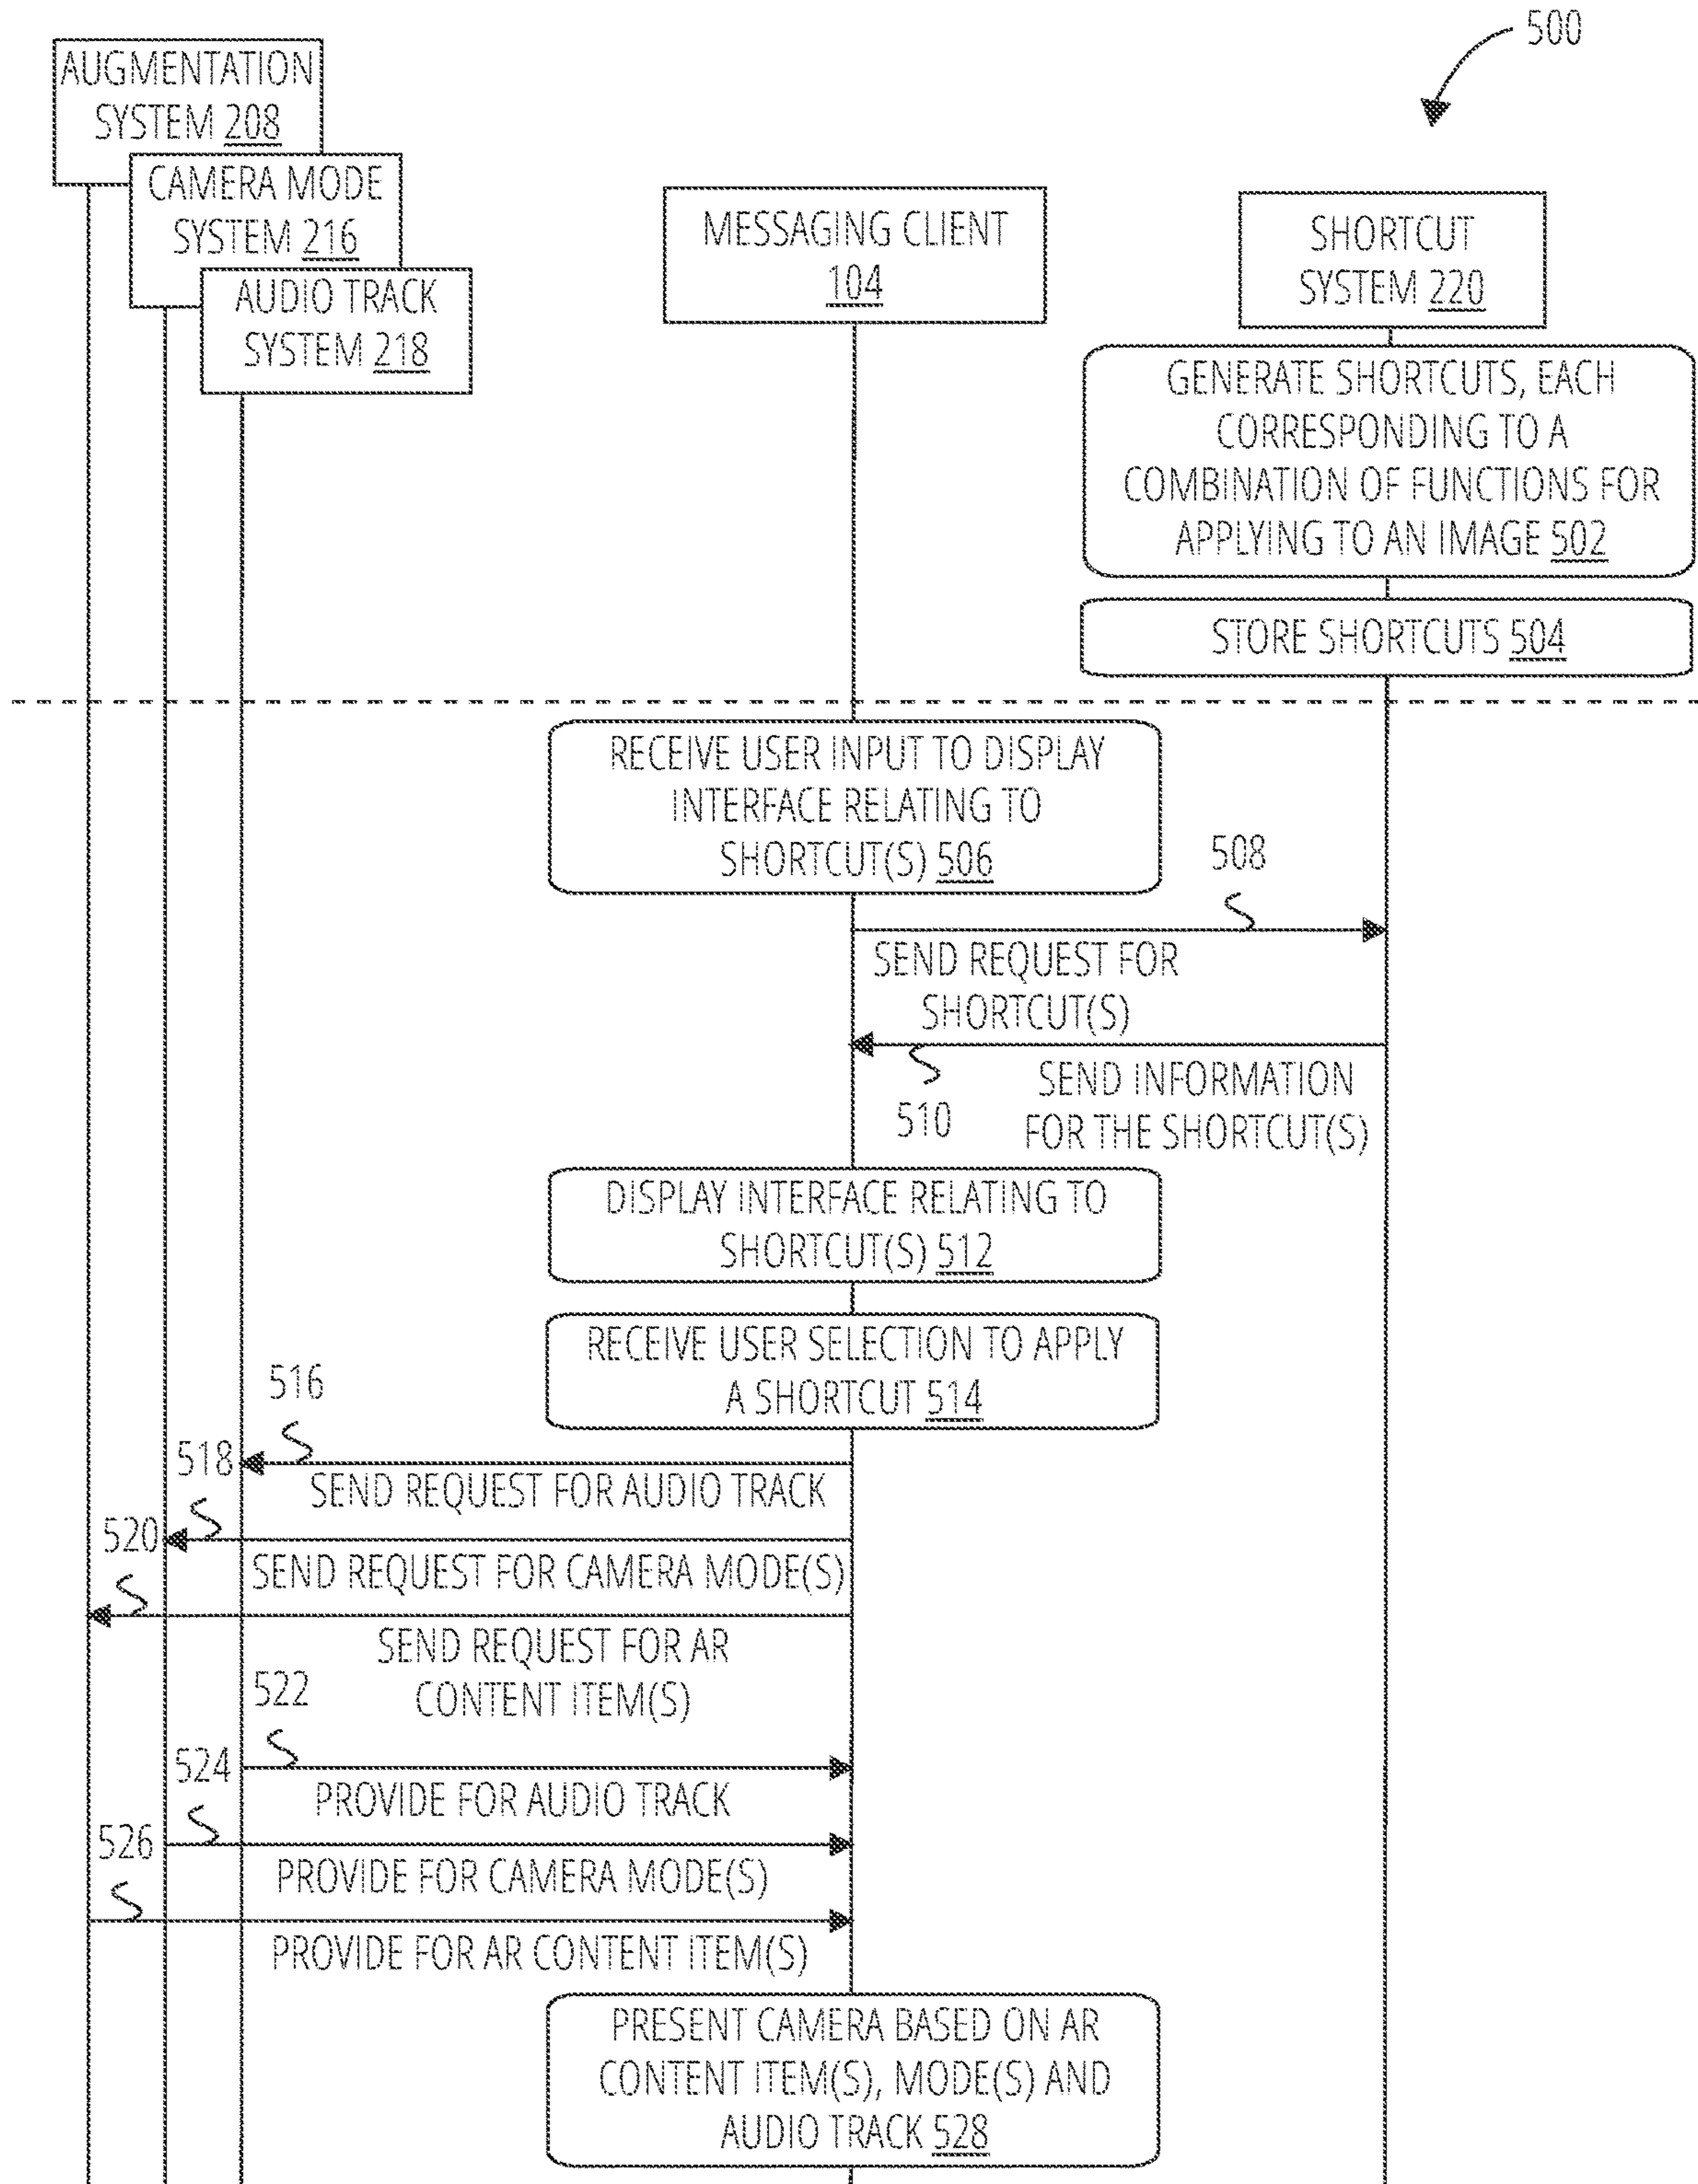 500
AUGMENTATION
SYSTEM 208
CAMERA MODE
SYSTEM 216
AUDIO TRACK
SYSTEM 218
MESSAGING CLIENT
104
SHORTCUT
SYSTEM 220
GENERATE SHORTCUTS, EACH
CORRESPONDING TO A
COMBINATION OF FUNCTIONS FOR
APPLYING TO AN IMAGE 502
STORE SHORTCUTS 504
RECEIVE USER INPUT TO DISPLAY
INTERFACE RELATING TO
SHORTCUT(S) 506
508
SEND REQUEST FOR
SHORTCUT(S)
510
SEND INFORMATION
FOR THE SHORTCUT(S)
DISPLAY INTERFACE RELATING TO
SHORTCUT(S) 512
RECEIVE USER SELECTION TO APPLY
A SHORTCUT 514
516
SEND REQUEST FOR AUDIO TRACK
518
SEND REQUEST FOR CAMERA MODE(S)
520
SEND REQUEST FOR AR
CONTENT ITEM(S)
522
PROVIDE FOR AUDIO TRACK
524
PROVIDE FOR CAMERA MODE(S)
526
PROVIDE FOR AR CONTENT ITEM(S)
PRESENT CAMERA BASED ON AR
CONTENT ITEM(S), MODE(S) AND
AUDIO TRACK 528